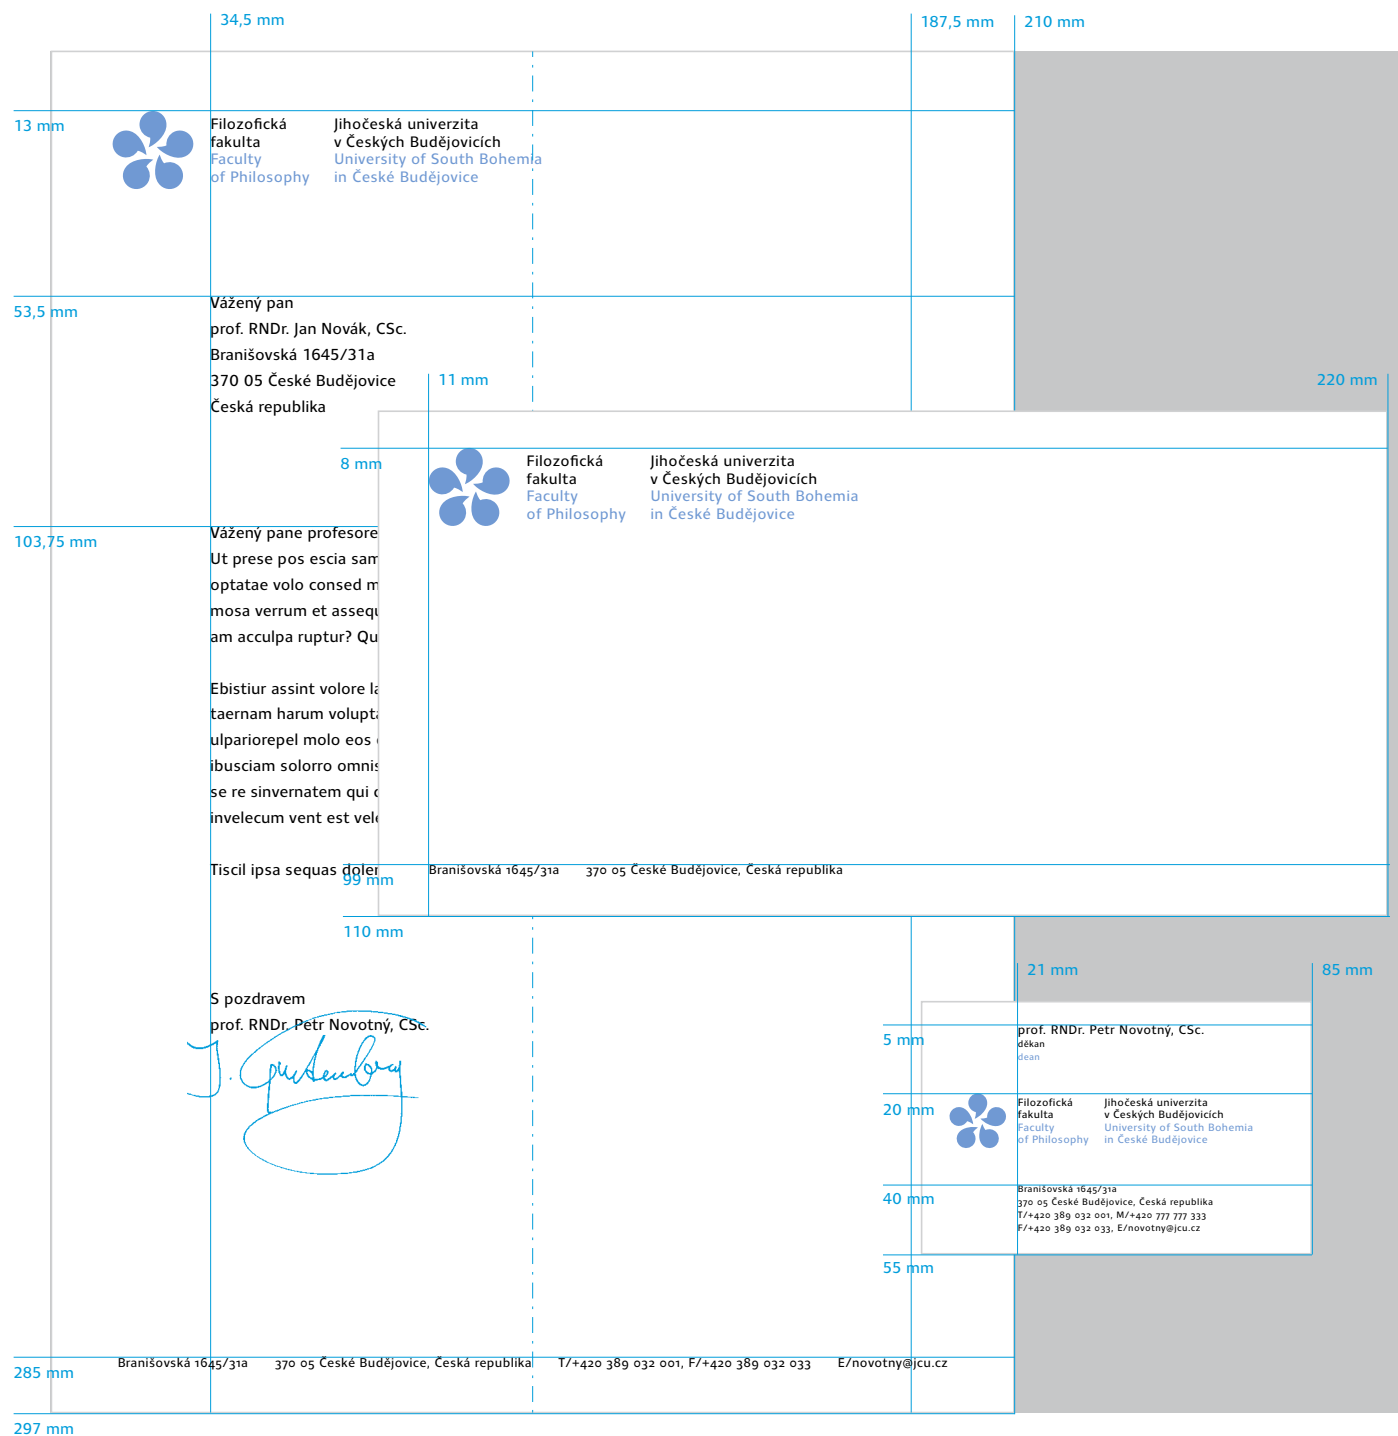 34,5 mm
187,5 mm
210 mm
13 mm
Filozofická
fakulta
Faculty
of Philosophy
Jihočeská univerzita
v Českých Budějovicích
University of South Bohemia
in České Budějovice
53,5 mm
Vážený pan
prof. RNDr. Jan Novák, CSc.
Branišovská 1645/31a
370 05 České Budějovice
Česká republika
11 mm
220 mm
8 mm
Filozofická
fakulta
Faculty
of Philosophy
Jihočeská univerzita
v Českých Budějovicích
University of South Bohemia
in České Budějovice
103,75 mm
Vážený pane profesore
Ut prese pos escia sam
optatae volo consed m
mosa verrum et assequ
am acculpa ruptur? Qu
Ebistiur assint volore la
taernam harum volupta
ulpariorepel molo eos
ibusciam solorro omnis
se re sinvernatem qui
invelecum vent est vele
Tiscil ipsa sequas doler
99 mm
Branišovská 1645/31a 370 05 České Budějovice, Česká republika
110 mm
21 mm
85 mm
S pozdravem
prof. RNDr. Petr Novotný, CSc.
J. Gutenberg
5 mm
prof. RNDr. Petr Novotný, CSc.
děkan
dean
20 mm
Filozofická
fakulta
Faculty
of Philosophy
Jihočeská univerzita
v Českých Budějovicích
University of South Bohemia
in České Budějovice
40 mm
Branišovská 1645/31a
370 05 České Budějovice, Česká republika
T/+420 389 032 001, M/+420 777 777 333
F/+420 389 032 033, E/novotny@jcu.cz
55 mm
285 mm
Branišovská 1645/31a 370 05 České Budějovice, Česká republika T/+420 389 032 001, F/+420 389 032 033 E/novotny@jcu.cz
297 mm